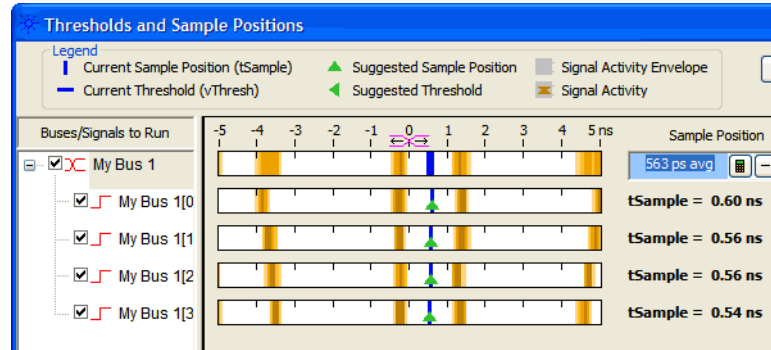 Thresholds and Sample Positions
Legend
Current Sample Position (tSample)
Suggested Sample Position
Signal Activity Envelope
Current Threshold (vThresh)
Suggested Threshold
Signal Activity
Buses/Signals to Run
-5 -4 -3 -2 -1 0 1 2 3 4 5 ns
Sample Position
My Bus 1
563 ps avg
My Bus 1[0
tSample = 0.60 ns
My Bus 1[1
tSample = 0.56 ns
My Bus 1[2
tSample = 0.56 ns
My Bus 1[3
tSample = 0.54 ns